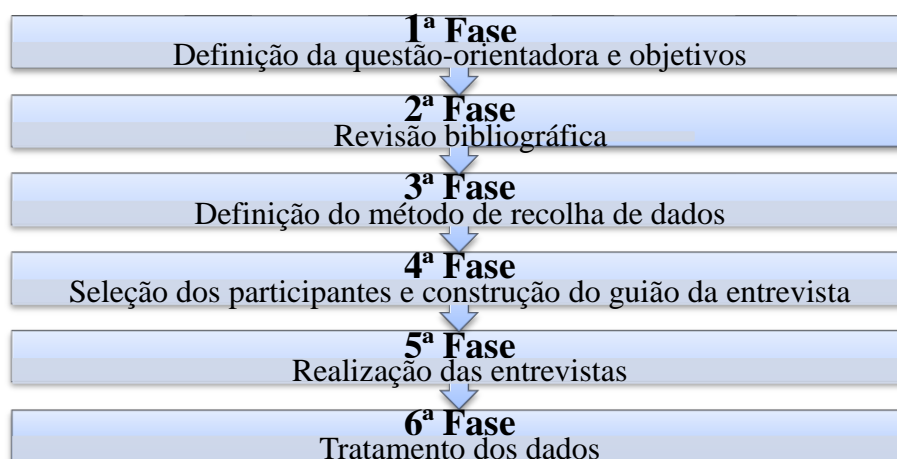 1ª Fase
Definição da questão-orientadora e objetivos
2ª Fase
Revisão bibliográfica
3ª Fase
Definição do método de recolha de dados
4ª Fase
Seleção dos participantes e construção do guião da entrevista
5ª Fase
Realização das entrevistas
6ª Fase
Tratamento dos dados